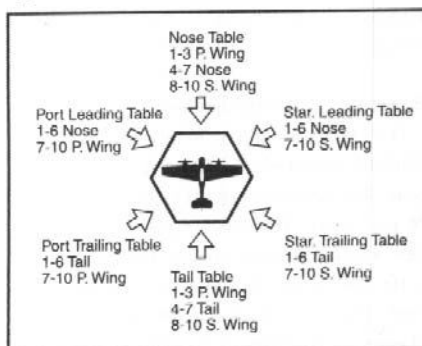 Nose Table
1-3 P. Wing
4-7 Nose
8-10 S. Wing
Port Leading Table
1-6 Nose
7-10 P. Wing
Star. Leading Table
1-6 Nose
7-10 S. Wing
Port Trailing Table
1-6 Tail
7-10 P. Wing
Tail Table
1-3 P. Wing
4-7 Tail
8-10 S. Wing
Star. Trailing Table
1-6 Tail
7-10 S. Wing